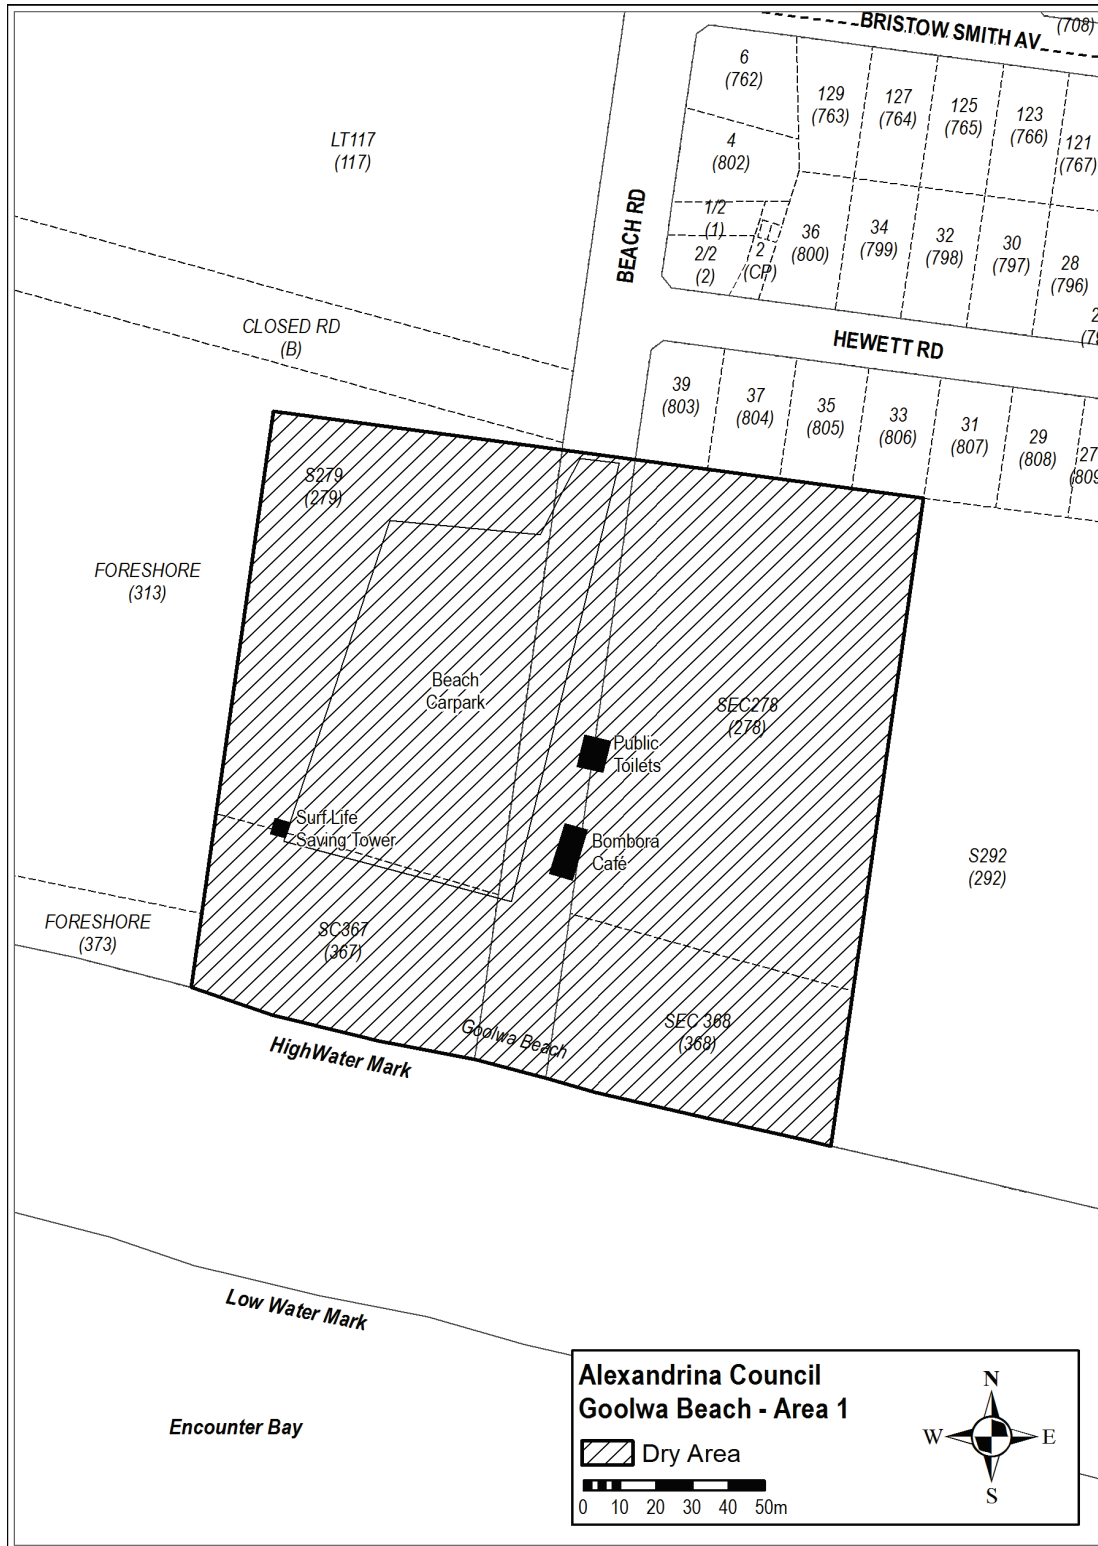 BRISTOW SMITH AV
(708)
6
(762)
129
(763)
127
(764)
125
(765)
123
(766)
121
(767)
LT117
(117)
4
(802)
BEACH RD
1/2
(1)
2/2
(2)
2
(CP)
36
(800)
34
(799)
32
(798)
30
(797)
28
(796)
CLOSED RD
(B)
HEWETT RD
39
(803)
37
(804)
35
(805)
33
(806)
31
(807)
29
(808)
27
(809
S279
(279)
FORESHORE
(313)
Beach
Carpark
SEC278
(278)
Public
Toilets
Surf Life
Saving Tower
Bombora
Café
S292
(292)
FORESHORE
(373)
SC367
(367)
Goolwa Beach
SEC 368
(368)
HighWater Mark
Low Water Mark
Encounter Bay
Alexandrina Council
Goolwa Beach - Area 1
Dry Area
0 10 20 30 40 50m
N
W E
S